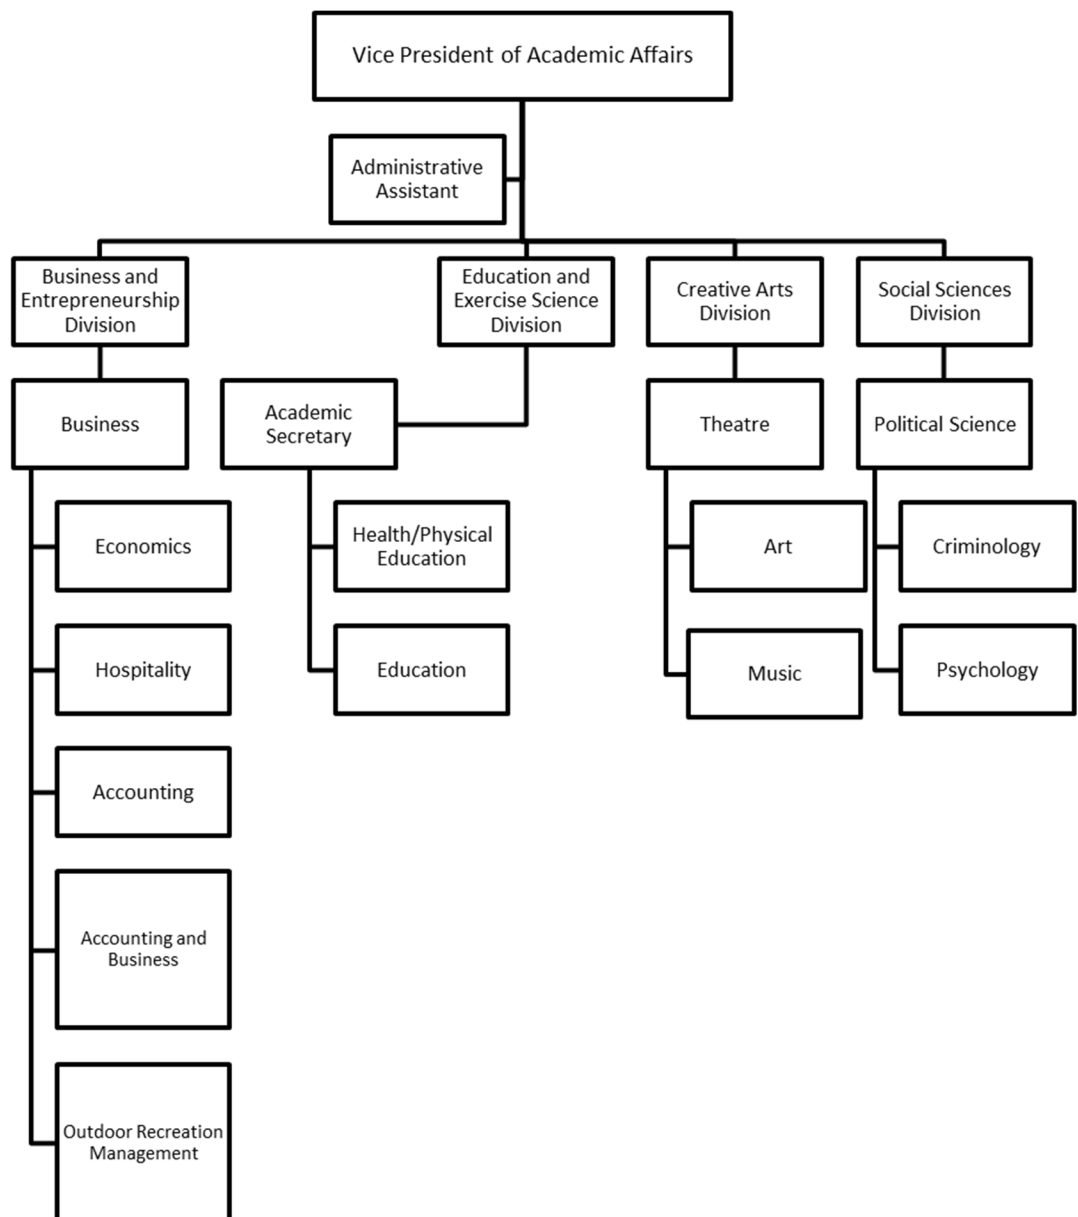 Vice President of Academic Affairs
Administrative
Assistant
Business and
Entrepreneurship
Division
Education and
Exercise Science
Division
Creative Arts
Division
Social Sciences
Division
Business
Academic
Secretary
Theatre
Political Science
Economics
Health/Physical
Education
Art
Criminology
Hospitality
Education
Music
Psychology
Accounting
Accounting and
Business
Outdoor Recreation
Management